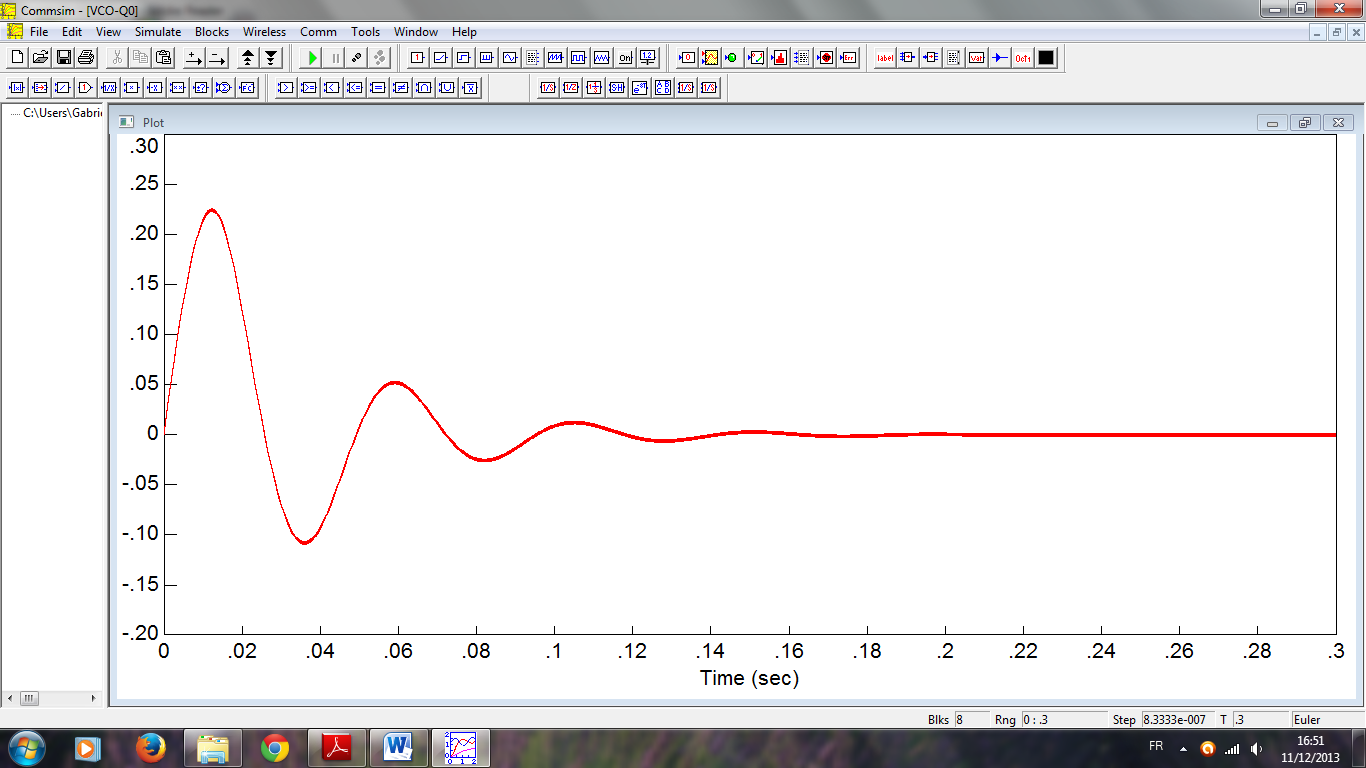 Commsim - [VCO-Q0]
File Edit View Simulate Blocks Wireless Comm Tools Window Help
C:\Users\Gabrie
Plot
.30
.25
.20
.15
.10
.05
0
-.05
-.10
-.15
-.20
0 .02 .04 .06 .08 .1 .12 .14 .16 .18 .2 .22 .24 .26 .28 .3
Time (sec)
Blks 8 Rng 0 : .3 Step 8.3333e-007 T .3 Euler
FR 16:51
11/12/2013